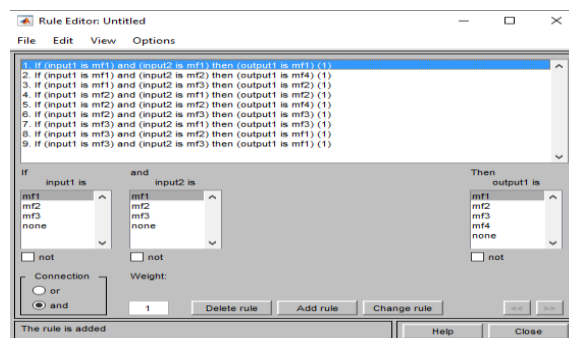 Rule Editor: Untitled
File Edit View Options
1. If (input1 is mf1) and (input2 is mf1) then (output1 is mf1) (1)
2. If (input1 is mf1) and (input2 is mf2) then (output1 is mf4) (1)
3. If (input1 is mf1) and (input2 is mf3) then (output1 is mf2) (1)
4. If (input1 is mf2) and (input2 is mf1) then (output1 is mf2) (1)
5. If (input1 is mf2) and (input2 is mf2) then (output1 is mf4) (1)
6. If (input1 is mf2) and (input2 is mf3) then (output1 is mf3) (1)
7. If (input1 is mf3) and (input2 is mf1) then (output1 is mf3) (1)
8. If (input1 is mf3) and (input2 is mf2) then (output1 is mf1) (1)
9. If (input1 is mf3) and (input2 is mf3) then (output1 is mf1) (1)
If and Then
input1 is input2 is output1 is
mf1 mf1 mf1
mf2 mf2 mf2
mf3 mf3 mf3
none none mf4
none
not not not
Connection Weight:
or
and 1 Delete rule Add rule Change rule << >>
The rule is added Help Close